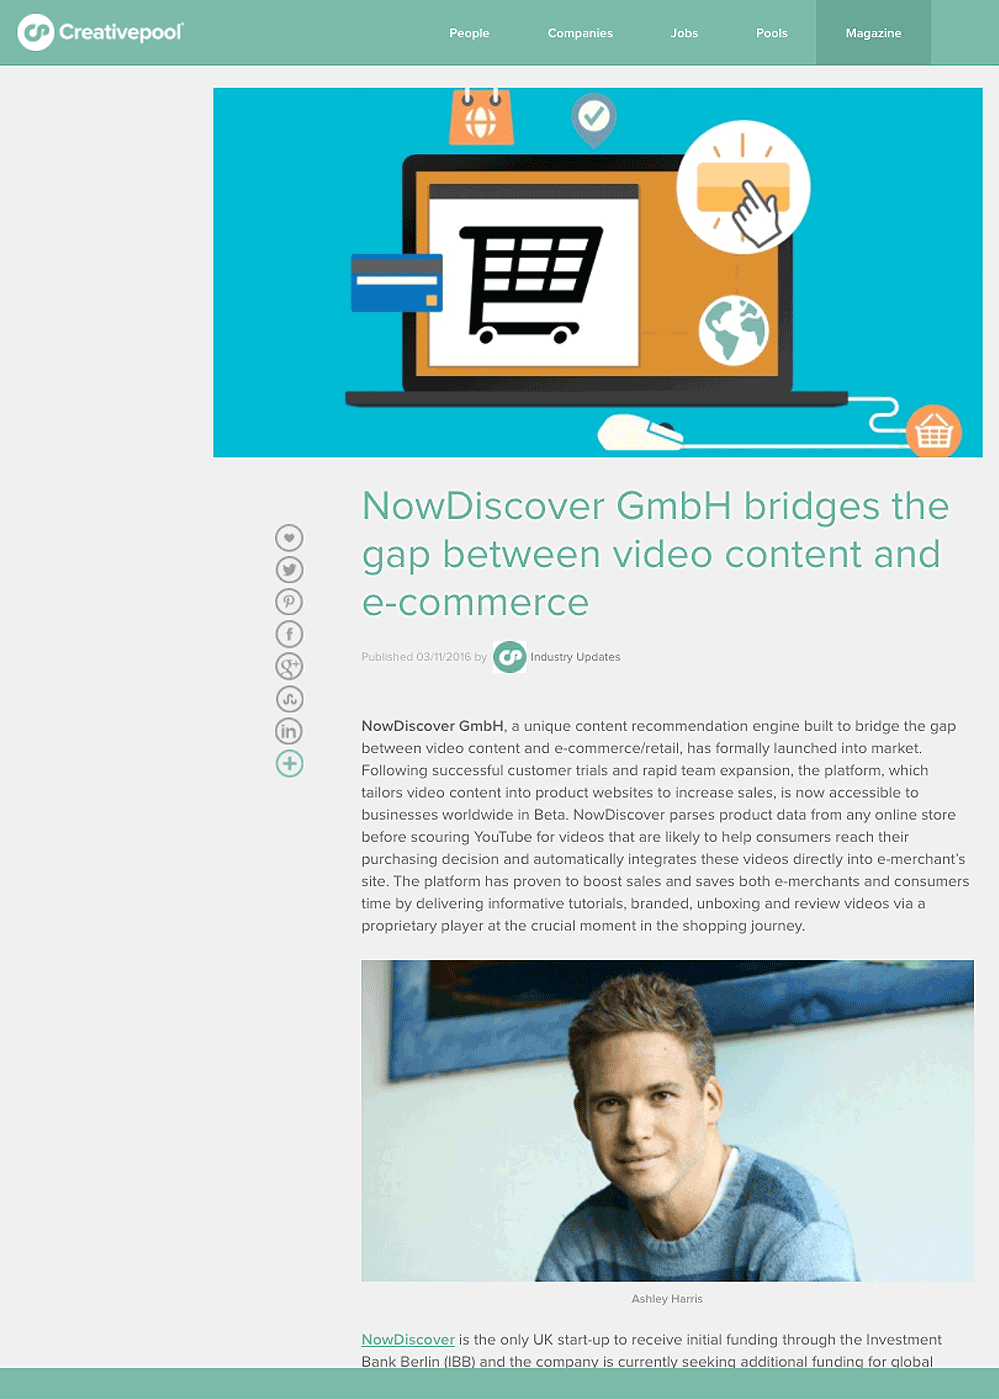 Creativepool
People Companies Jobs Pools Magazine
NowDiscover GmbH bridges the
gap between video content and
e-commerce
Published 03/11/2016 by Industry Updates
NowDiscover GmbH, a unique content recommendation engine built to bridge the gap
between video content and e-commerce/retail, has formally launched into market.
Following successful customer trials and rapid team expansion, the platform, which
tailors video content into product websites to increase sales, is now accessible to
businesses worldwide in Beta. NowDiscover parses product data from any online store
before scouring YouTube for videos that are likely to help consumers reach their
purchasing decision and automatically integrates these videos directly into e-merchant's
site. The platform has proven to boost sales and saves both e-merchants and consumers
time by delivering informative tutorials, branded, unboxing and review videos via a
proprietary player at the crucial moment in the shopping journey.
Ashley Harris
NowDiscover is the only UK start-up to receive initial funding through the Investment
Bank Berlin (IBB) and the company is currently seeking additional funding for global